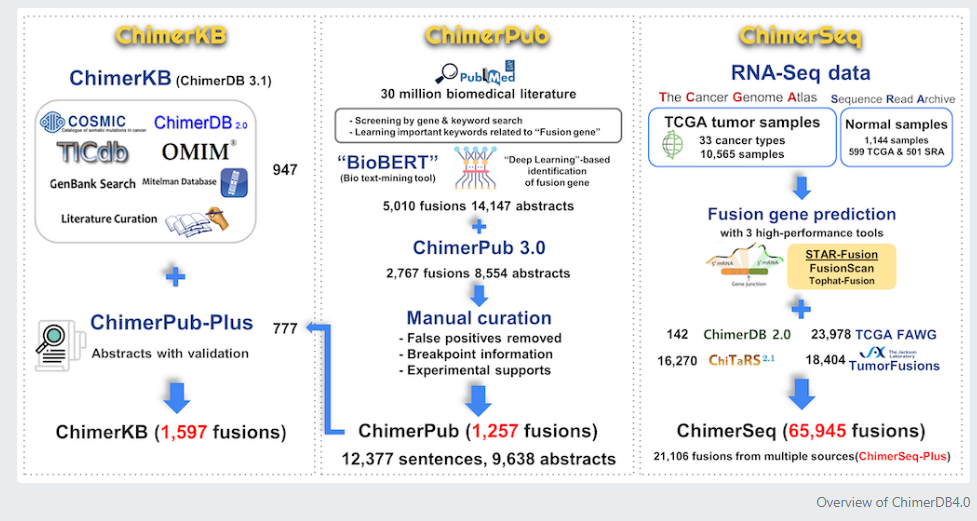 ChimerKB
ChimerKB (ChimerDB 3.1)
COSMIC
Catalogue of somatic mutations in cancer
ChimerDB 2.0
TICdb
OMIM®
GenBank Search
Mitelman Database
Literature Curation
947
+
ChimerPub-Plus
777
Abstracts with validation
ChimerKB (1,597 fusions)
ChimerPub
PubMed
30 million biomedical literature
- Screening by gene & keyword search
- Learning important keywords related to “Fusion gene”
“BioBERT”
(Bio text-mining tool)
“Deep Learning”-based
identification
of fusion gene
5,010 fusions 14,147 abstracts
+
ChimerPub 3.0
2,767 fusions 8,554 abstracts
Manual curation
- False positives removed
- Breakpoint information
- Experimental supports
ChimerPub (1,257 fusions)
12,377 sentences, 9,638 abstracts
ChimerSeq
RNA-Seq data
The Cancer Genome Atlas
Sequence Read Archive
TCGA tumor samples
33 cancer types
10,565 samples
Normal samples
1,144 samples
599 TCGA & 501 SRA
Fusion gene prediction
with 3 high-performance tools
5' mRNA
3' mRNA
Gene Junction
STAR-Fusion
FusionScan
Tophat-Fusion
+
142 ChimerDB 2.0
23,978 TCGA FAWG
16,270 ChiTaRS 2.1
18,404 The Jackson Laboratory
TumorFusions
ChimerSeq (65,945 fusions)
21,106 fusions from multiple sources(ChimerSeq-Plus)
Overview of ChimerDB4.0